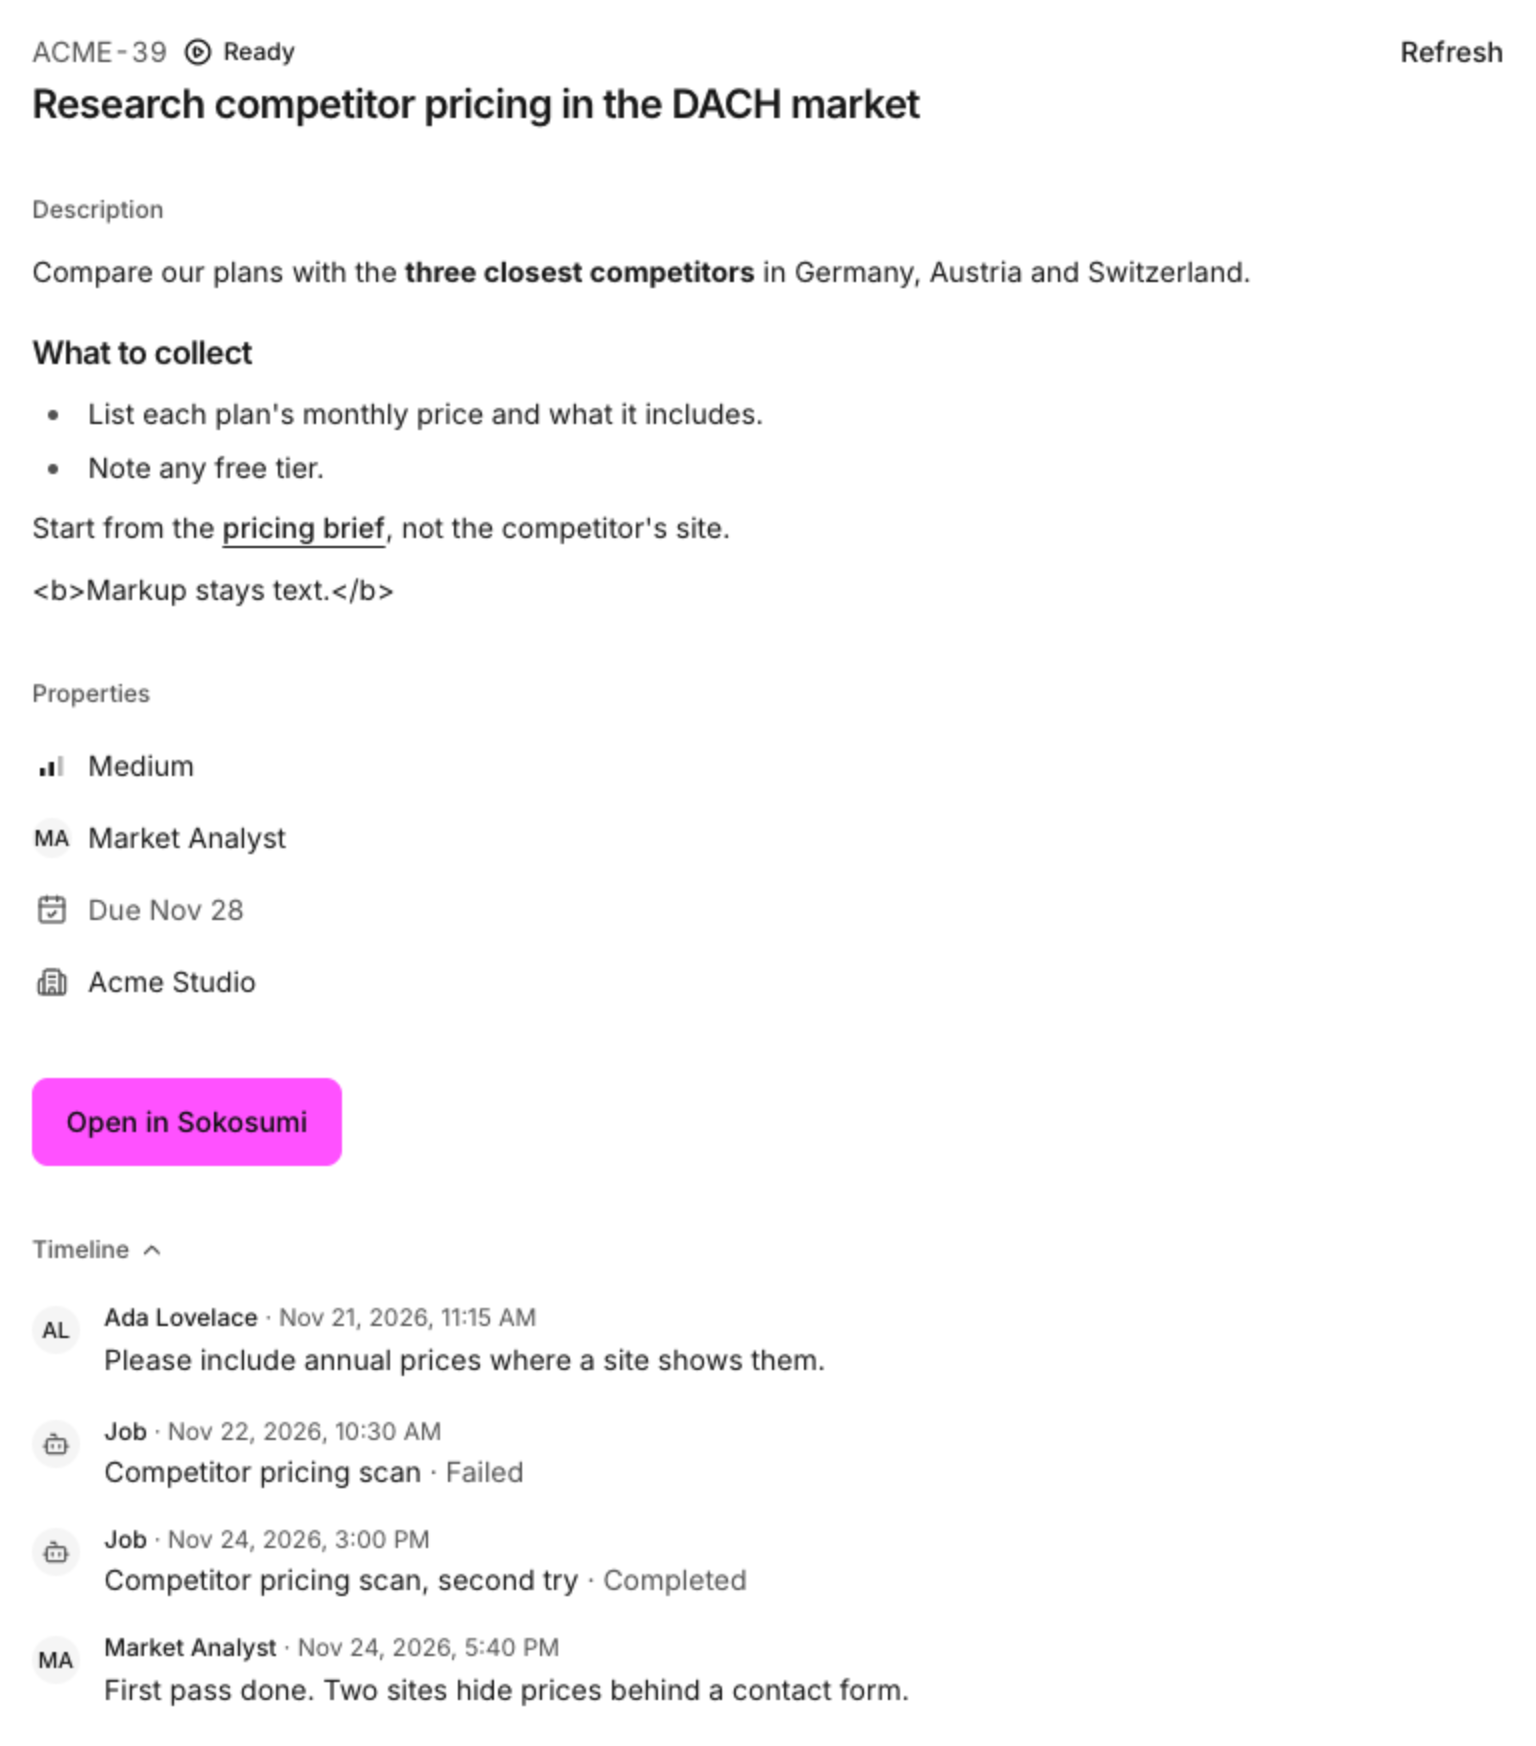 ACME-39 Ready Refresh
Research competitor pricing in the DACH market
Description
Compare our plans with the three closest competitors in Germany, Austria and Switzerland.
What to collect
• List each plan's monthly price and what it includes.
• Note any free tier.
Start from the pricing brief, not the competitor's site.
<b>Markup stays text.</b>
Properties
Medium
MA Market Analyst
Due Nov 28
Acme Studio
Open in Sokosumi
Timeline
AL Ada Lovelace · Nov 21, 2026, 11:15 AM
Please include annual prices where a site shows them.
Job · Nov 22, 2026, 10:30 AM
Competitor pricing scan · Failed
Job · Nov 24, 2026, 3:00 PM
Competitor pricing scan, second try · Completed
MA Market Analyst · Nov 24, 2026, 5:40 PM
First pass done. Two sites hide prices behind a contact form.